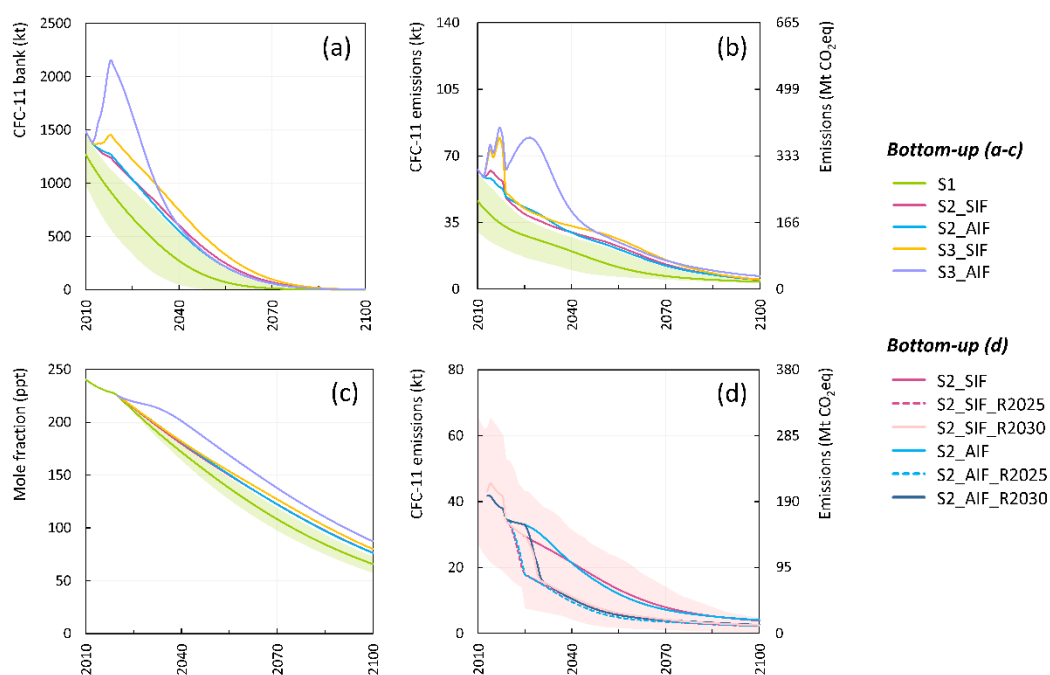 (a)
CFC-11 bank (kt)
2500
2000
1500
1000
500
0
2010
2040
2070
2100
(b)
CFC-11 emissions (kt)
140
105
70
35
0
Emissions (Mt CO₂eq)
665
499
333
166
0
2010
2040
2070
2100
Bottom-up (a-c)
S1
S2_SIF
S2_AIF
S3_SIF
S3_AIF
(c)
Mole fraction (ppt)
250
200
150
100
50
0
2010
2040
2070
2100
(d)
CFC-11 emissions (kt)
80
60
40
20
0
Emissions (Mt CO₂eq)
380
285
190
95
0
2010
2040
2070
2100
Bottom-up (d)
S2_SIF
S2_SIF_R2025
S2_SIF_R2030
S2_AIF
S2_AIF_R2025
S2_AIF_R2030